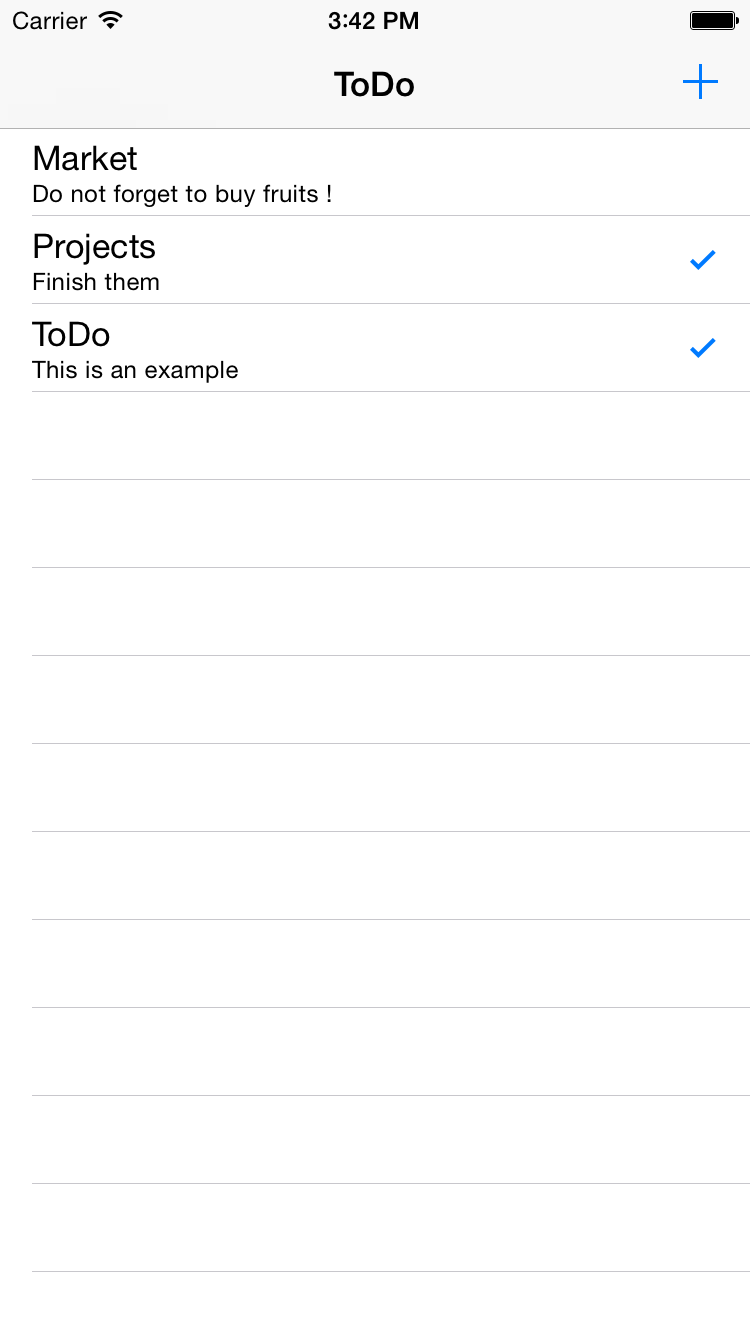 Carrier 3:42 PM
ToDo
Market
Do not forget to buy fruits !
Projects
Finish them
ToDo
This is an example